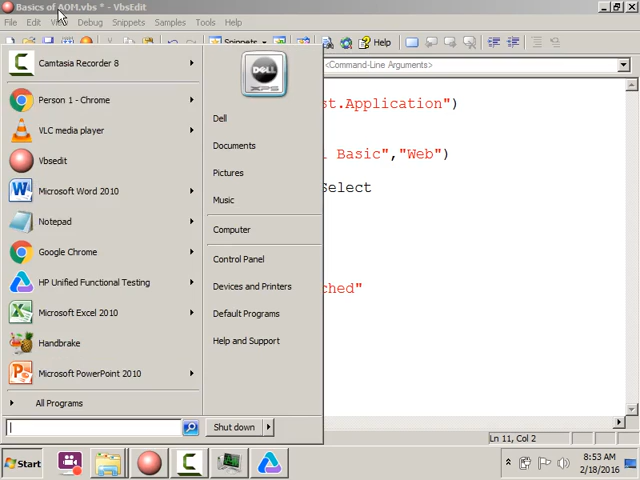 Basics of AOM.vbs * - VbsEdit
File Edit Debug Snippets Samples Tools Help
Snippets Help
Camtasia Recorder 8
Person 1 - Chrome
VLC media player
Vbsedit
Microsoft Word 2010
Notepad
Google Chrome
HP Unified Functional Testing
Microsoft Excel 2010
Handbrake
Microsoft PowerPoint 2010
All Programs
DELL
XPS
Dell
Documents
Pictures
Music
Computer
Control Panel
Devices and Printers
Default Programs
Help and Support
Shut down
<Command-Line Arguments>
st.Application")
l Basic","Web")
Select
ched"
Ln 11, Col 2
Start
8:53 AM
2/18/2016